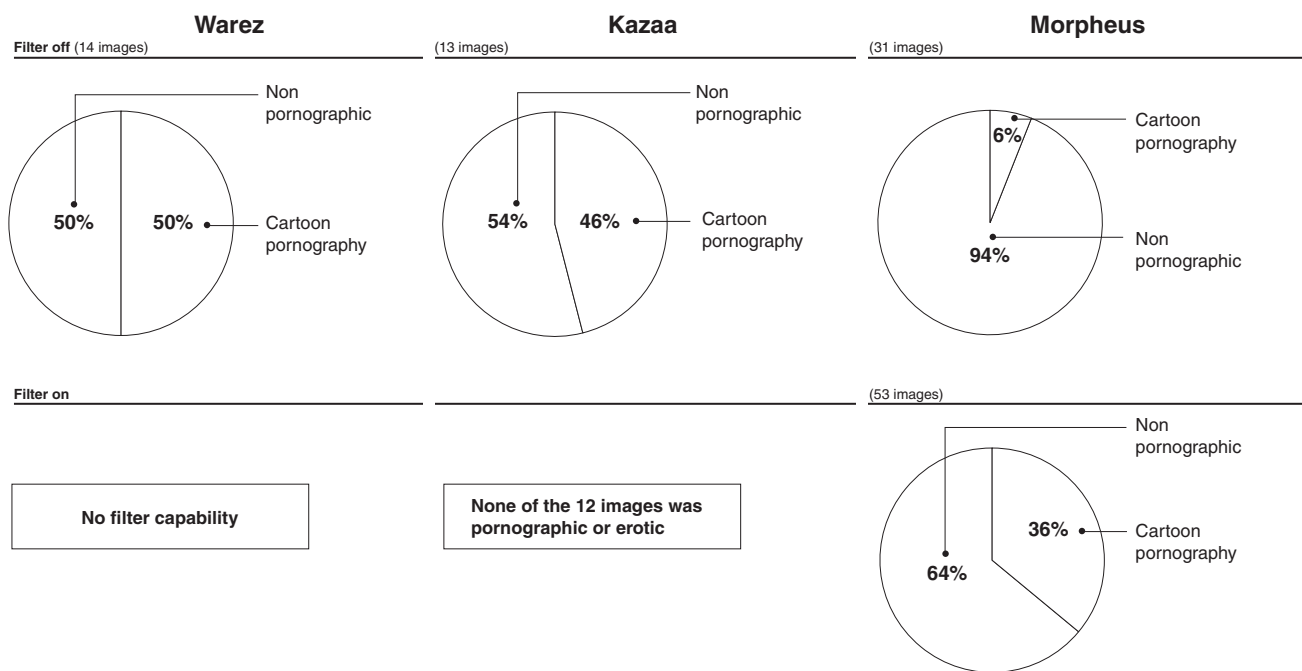 Warez
Kazaa
Morpheus
Filter off (14 images)
(13 images)
(31 images)
Non
pornographic
50%
50%
Cartoon
pornography
Non
pornographic
54%
46%
Cartoon
pornography
Cartoon
pornography
6%
Non
pornographic
94%
Filter on
(53 images)
No filter capability
None of the 12 images was
pornographic or erotic
Non
pornographic
36%
Cartoon
pornography
64%